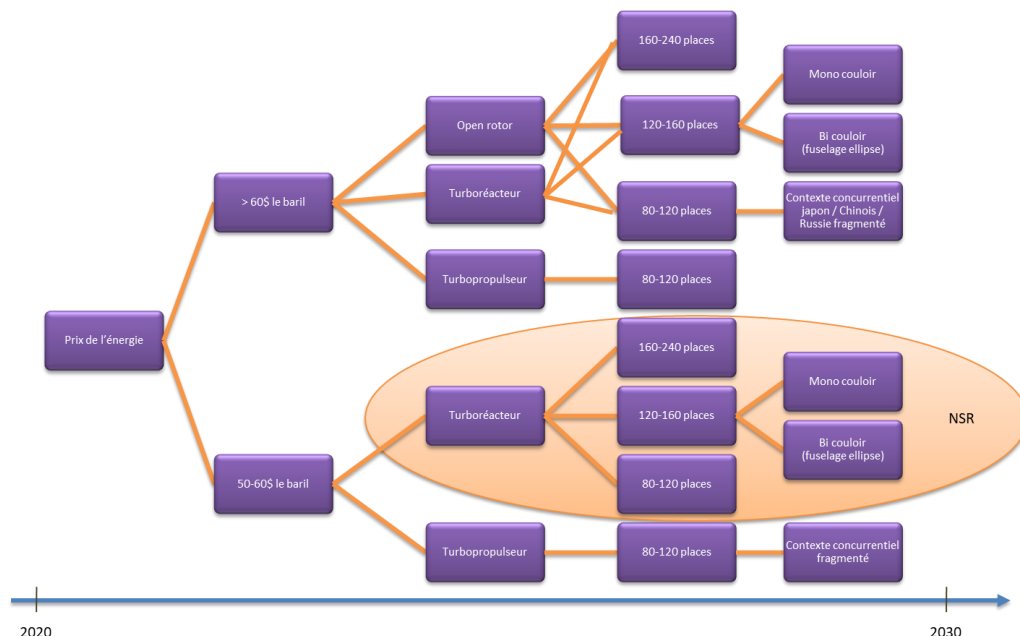 160-240 places
Mono couloir
Open rotor
120-160 places
Bi couloir
(fuselage ellipse)
> 60$ le baril
Turboréacteur
80-120 places
Contexte concurrentiel
japon / Chinois /
Russie fragmenté
Turbopropulseur
80-120 places
Prix de l'énergie
160-240 places
Mono couloir
Turboréacteur
120-160 places
NSR
Bi couloir
(fuselage ellipse)
50-60$ le baril
80-120 places
Turbopropulseur
80-120 places
Contexte concurrentiel
fragmenté
2020
2030